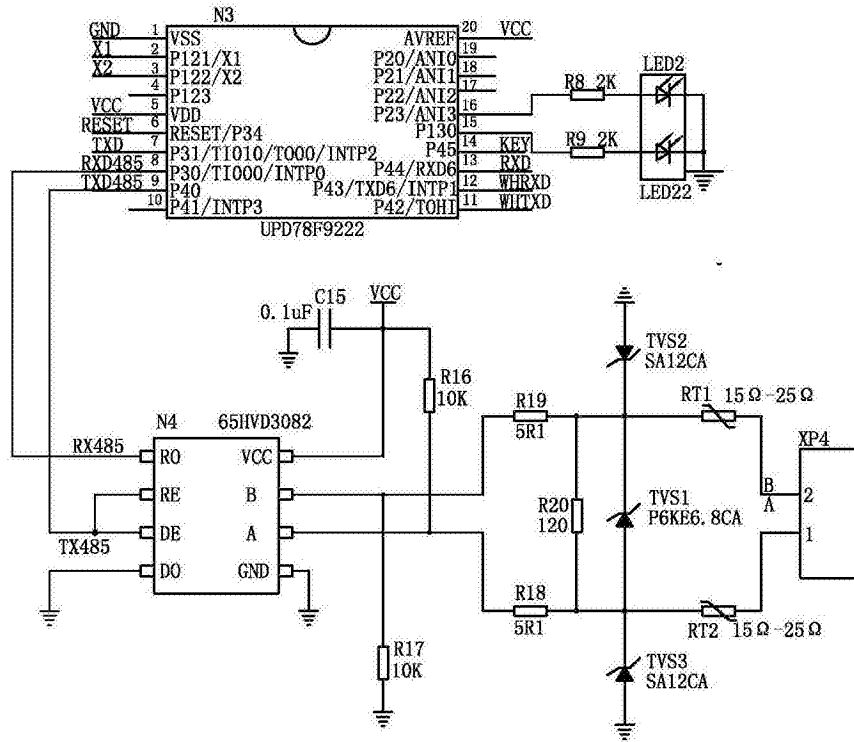 N3
GND 1 VSS AVREF 20 VCC
X1 2 P121/X1 P20/ANI0 19
X2 3 P122/X2 P21/ANI1 18
4 P123 P22/ANI2 17
VCC 5 VDD P23/ANI3 16
RESET 6 RESET/P34 P130 15
TXD 7 P31/TI010/TO00/INTP2 P45 14 KEY
RXD485 8 P30/TI000/INTP0 P44/RXD6 13 RXD
TXD485 9 P40 P43/TXD6/INTP1 12 WHRXD
10 P41/INTP3 P42/TOHI 11 WHTXD
UPD78F9222
LED2
R8 2K
R9 2K
LED22
C15
0.1uF
VCC
R16
10K
N4 65HVD3082
RX485 RO VCC
RE B
TX485 DE A
DO GND
R17
10K
R19
5R1
R20
120
R18
5R1
TVS2
SA12CA
TVS1
P6KE6.8CA
TVS3
SA12CA
RT1 15Ω-25Ω
RT2 15Ω-25Ω
XP4
B 2
A 1